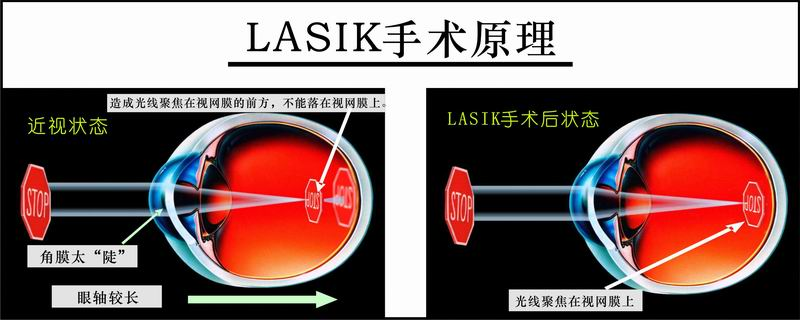 LASIK手术原理
造成光线聚焦在视网膜的前方，不能落在视网膜上。
近视状态
STOP
STOP
STOP
角膜太“陡”
眼轴较长
LASIK手术后状态
STOP
STOP
光线聚焦在视网膜上